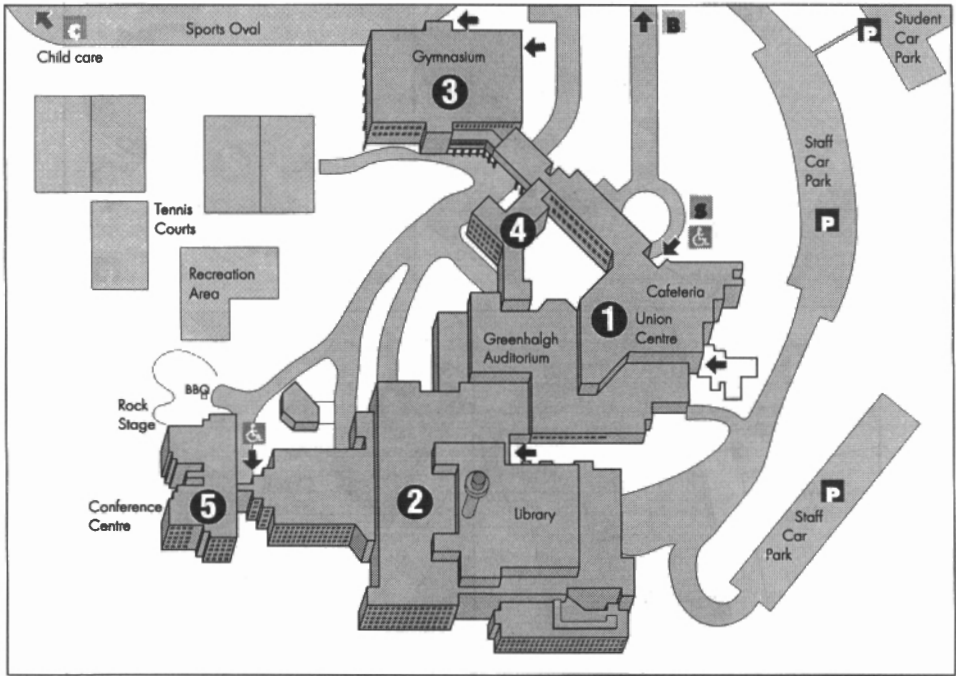 C
Child care
Sports Oval
Gymnasium
3
B
P
Student
Car
Park
Staff
Car
Park
P
Tennis
Courts
4
S
Recreation
Area
Cafeteria
1
Union
Centre
Greenhalgh
Auditorium
BBQ
Rock
Stage
Conference
Centre
5
2
Library
P
Staff
Car
Park